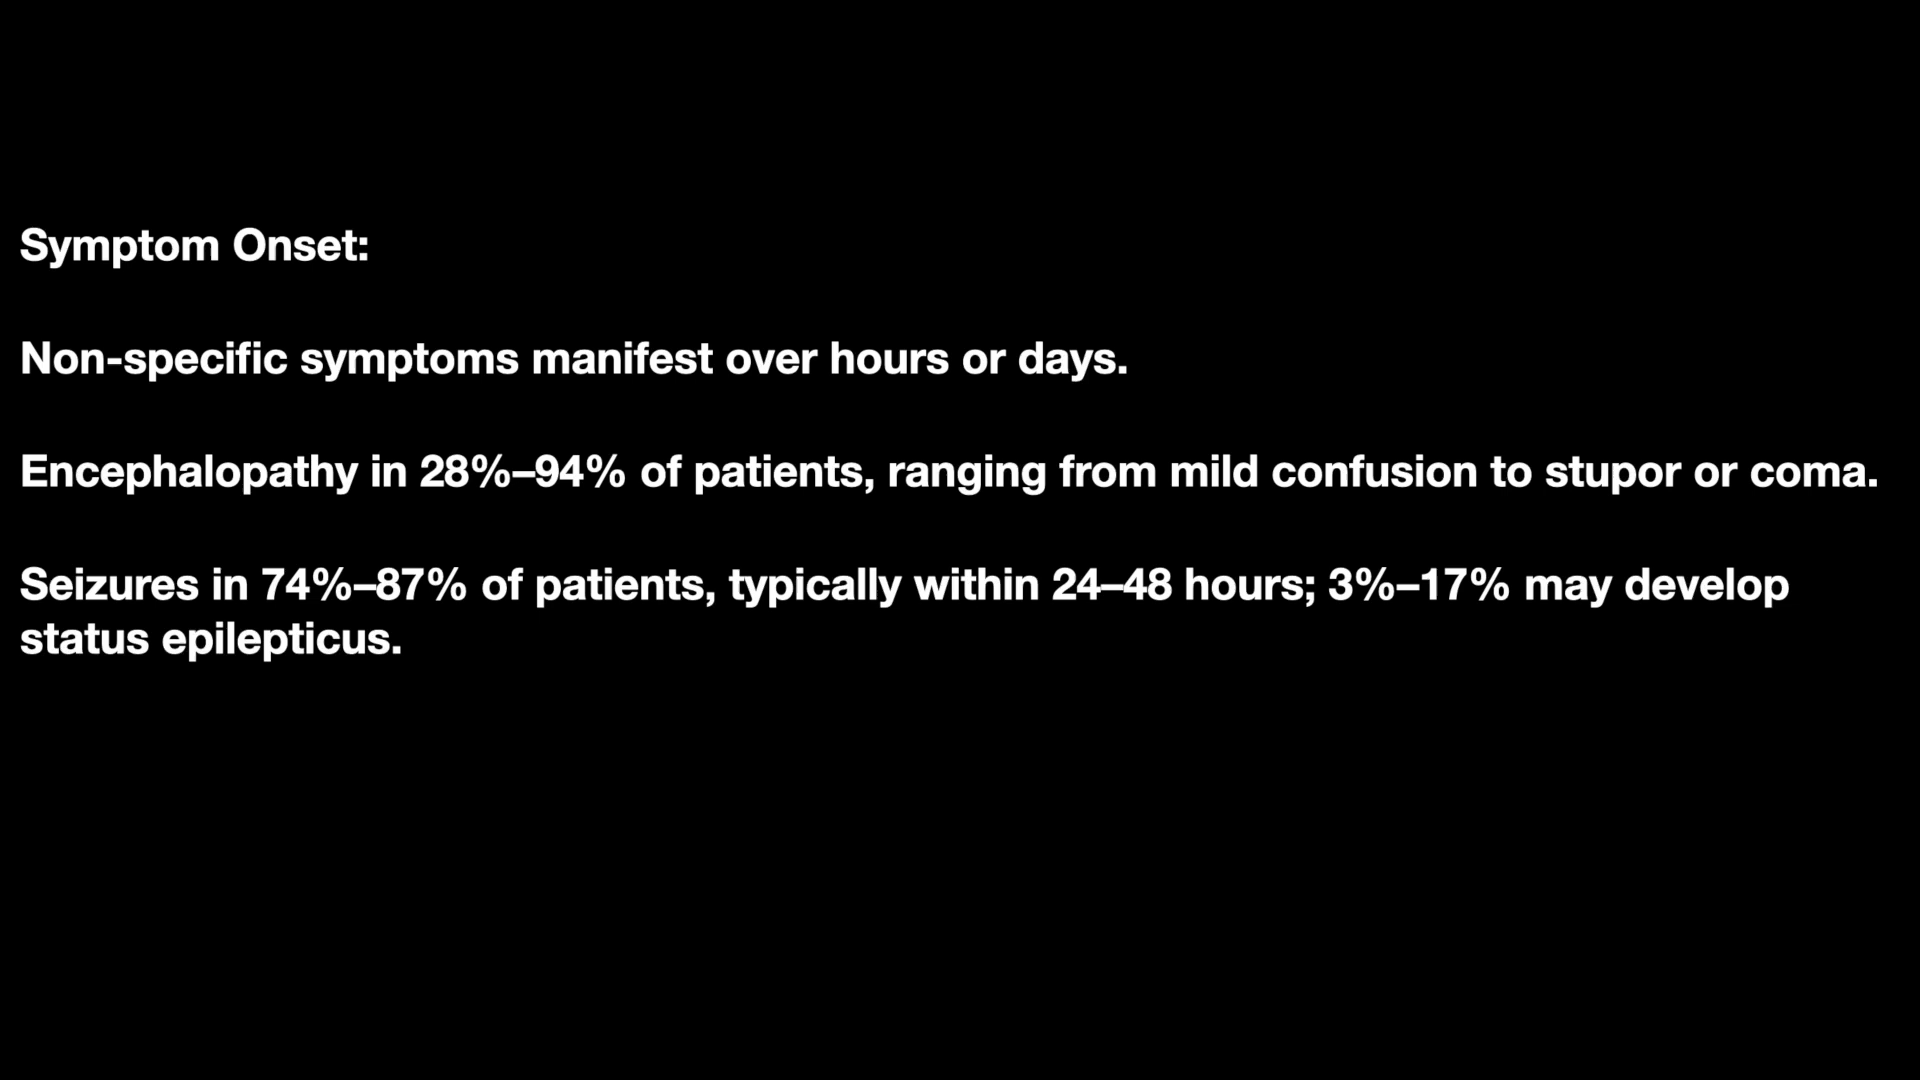 Symptom Onset:
Non-specific symptoms manifest over hours or days.
Encephalopathy in 28%–94% of patients, ranging from mild confusion to stupor or coma.
Seizures in 74%–87% of patients, typically within 24–48 hours; 3%–17% may develop
status epilepticus.